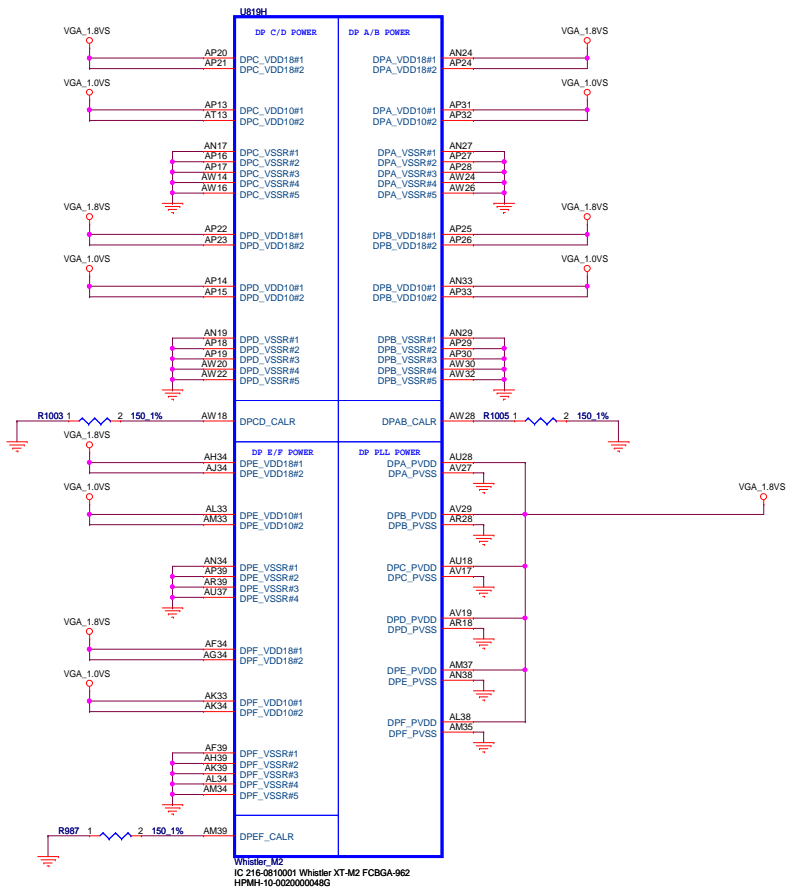 U819H
DP C/D POWER DP A/B POWER
VGA_1.8VS VGA_1.8VS
AP20 DPC_VDD18#1 DPA_VDD18#1 AN24
AP21 DPC_VDD18#2 DPA_VDD18#2 AP24
VGA_1.0VS VGA_1.0VS
AP13 DPC_VDD10#1 DPA_VDD10#1 AP31
AT13 DPC_VDD10#2 DPA_VDD10#2 AP32
AN17 DPC_VSSR#1 DPA_VSSR#1 AN27
AP16 DPC_VSSR#2 DPA_VSSR#2 AP27
AP17 DPC_VSSR#3 DPA_VSSR#3 AP28
AW14 DPC_VSSR#4 DPA_VSSR#4 AW24
AW16 DPC_VSSR#5 DPA_VSSR#5 AW26
VGA_1.8VS VGA_1.8VS
AP22 DPD_VDD18#1 DPB_VDD18#1 AP25
AP23 DPD_VDD18#2 DPB_VDD18#2 AP26
VGA_1.0VS VGA_1.0VS
AP14 DPD_VDD10#1 DPB_VDD10#1 AN33
AP15 DPD_VDD10#2 DPB_VDD10#2 AP33
AN19 DPD_VSSR#1 DPB_VSSR#1 AN29
AP18 DPD_VSSR#2 DPB_VSSR#2 AP29
AP19 DPD_VSSR#3 DPB_VSSR#3 AP30
AW20 DPD_VSSR#4 DPB_VSSR#4 AW30
AW22 DPD_VSSR#5 DPB_VSSR#5 AW32
R1003 1 2 150_1% AW18 DPCD_CALR DPAB_CALR AW28 R1005 1 2 150_1%
VGA_1.8VS
DP E/F POWER DP PLL POWER
AH34 DPE_VDD18#1 DPA_PVDD AU28
AJ34 DPE_VDD18#2 DPA_PVSS AV27
VGA_1.0VS VGA_1.8VS
AL33 DPE_VDD10#1 DPB_PVDD AV29
AM33 DPE_VDD10#2 DPB_PVSS AR28
AN34 DPE_VSSR#1 DPC_PVDD AU18
AP39 DPE_VSSR#2 DPC_PVSS AV17
AR39 DPE_VSSR#3
AU37 DPE_VSSR#4
VGA_1.8VS
DPD_PVDD AV19
DPD_PVSS AR18
AF34 DPF_VDD18#1
AG34 DPF_VDD18#2
VGA_1.0VS
DPE_PVDD AM37
DPE_PVSS AN38
AK33 DPF_VDD10#1
AK34 DPF_VDD10#2
DPF_PVDD AL38
DPF_PVSS AM35
AF39 DPF_VSSR#1
AH39 DPF_VSSR#2
AK39 DPF_VSSR#3
AL34 DPF_VSSR#4
AM34 DPF_VSSR#5
R987 1 2 150_1% AM39 DPEF_CALR
Whistler_M2
IC 216-0810001 Whistler XT-M2 FCBGA-962
HPMH-10-0020000048G